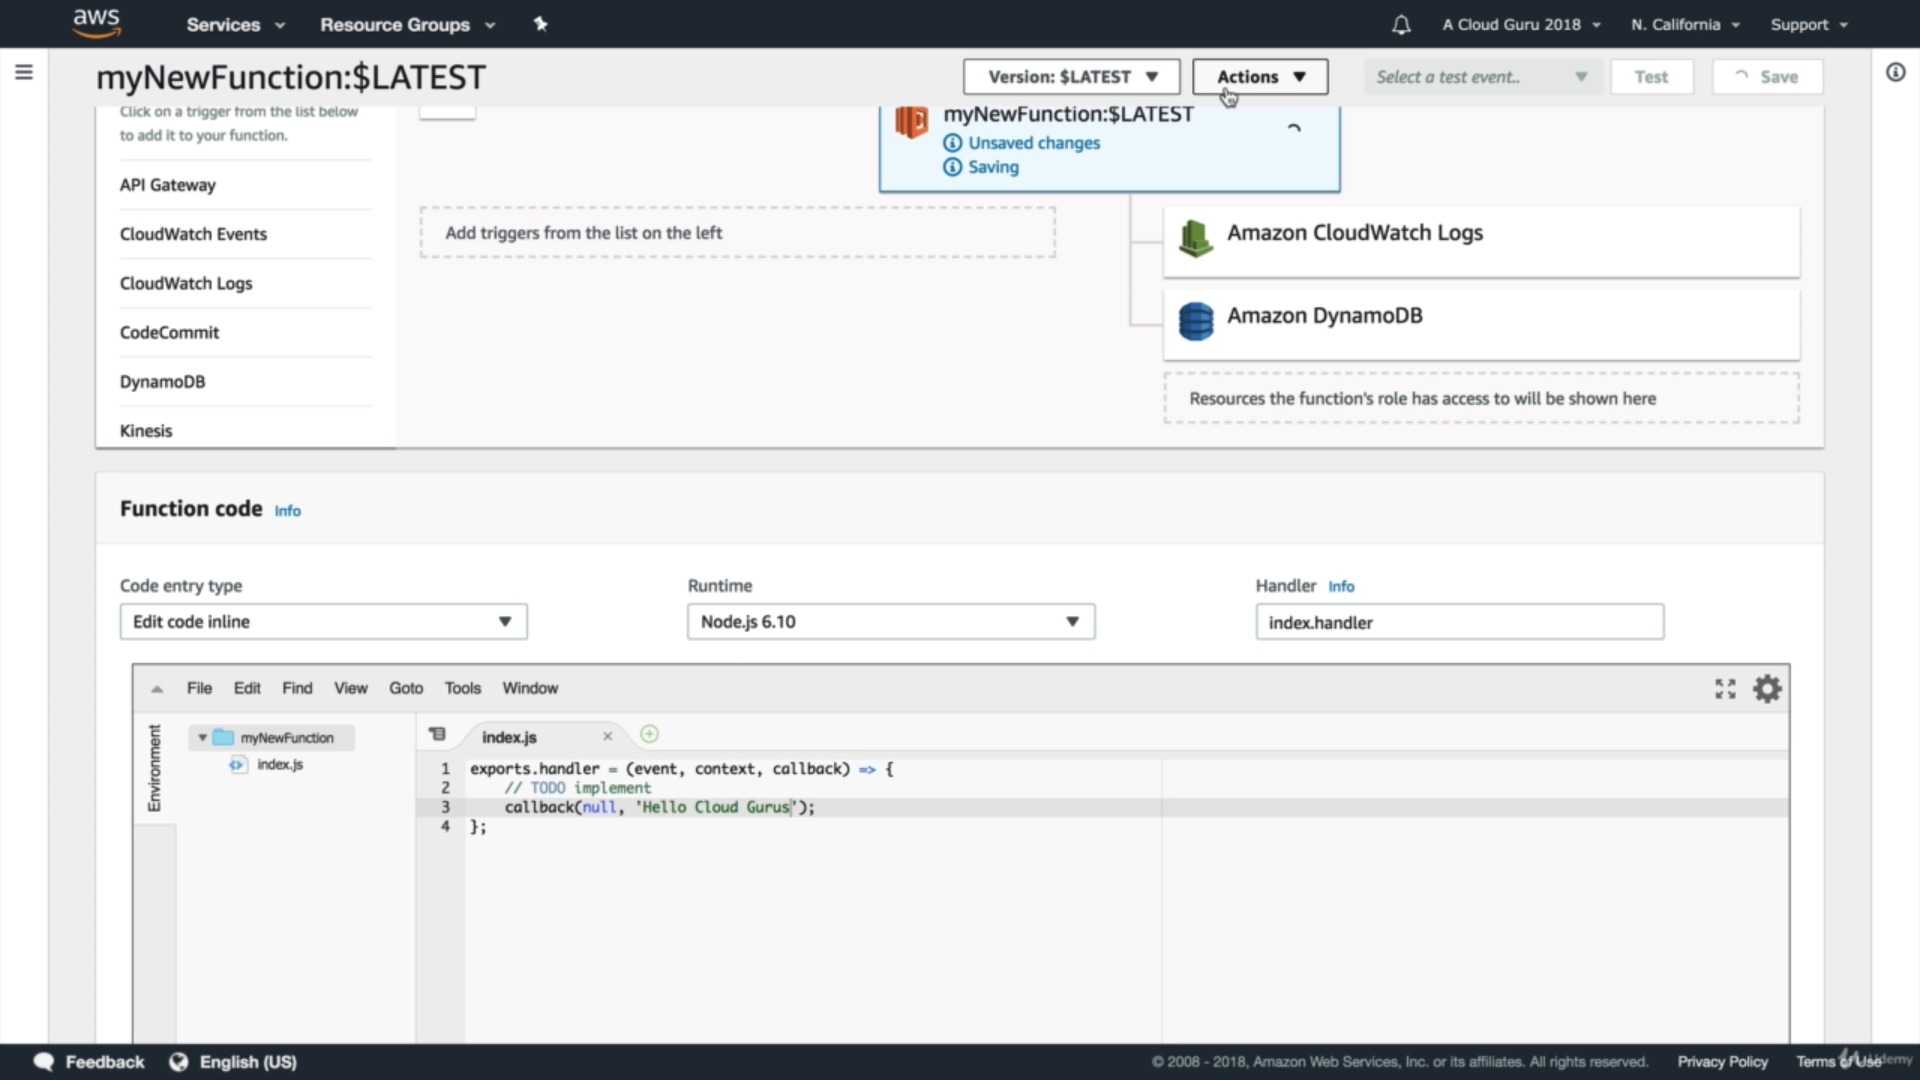 aws
Services
Resource Groups
A Cloud Guru 2018
N. California
Support
myNewFunction:$LATEST
Version: $LATEST
Actions
Select a test event..
Test
Save
Click on a trigger from the list below
to add it to your function.
API Gateway
CloudWatch Events
CloudWatch Logs
CodeCommit
DynamoDB
Kinesis
Add triggers from the list on the left
myNewFunction:$LATEST
Unsaved changes
Saving
Amazon CloudWatch Logs
Amazon DynamoDB
Resources the function's role has access to will be shown here
Function code Info
Code entry type
Edit code inline
Runtime
Node.js 6.10
Handler Info
index.handler
File Edit Find View Goto Tools Window
Environment
myNewFunction
index.js
index.js
1 exports.handler = (event, context, callback) => {
2 // TODO implement
3 callback(null, 'Hello Cloud Gurus');
4 };
Feedback
English (US)
© 2008 - 2018, Amazon Web Services, Inc. or its affiliates. All rights reserved.
Privacy Policy
Terms of Use
Udemy